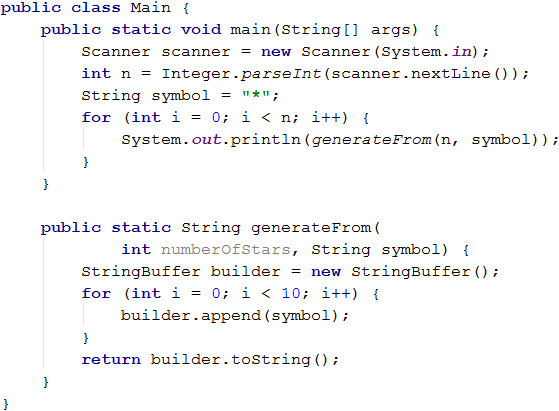 public class Main {
    public static void main(String[] args) {
        Scanner scanner = new Scanner(System.in);
        int n = Integer.parseInt(scanner.nextLine());
        String symbol = "*";
        for (int i = 0; i < n; i++) {
            System.out.println(generateFrom(n, symbol));
        }
    }

    public static String generateFrom(
            int numberOfStars, String symbol) {
        StringBuffer builder = new StringBuffer();
        for (int i = 0; i < 10; i++) {
            builder.append(symbol);
        }
        return builder.toString();
    }
}